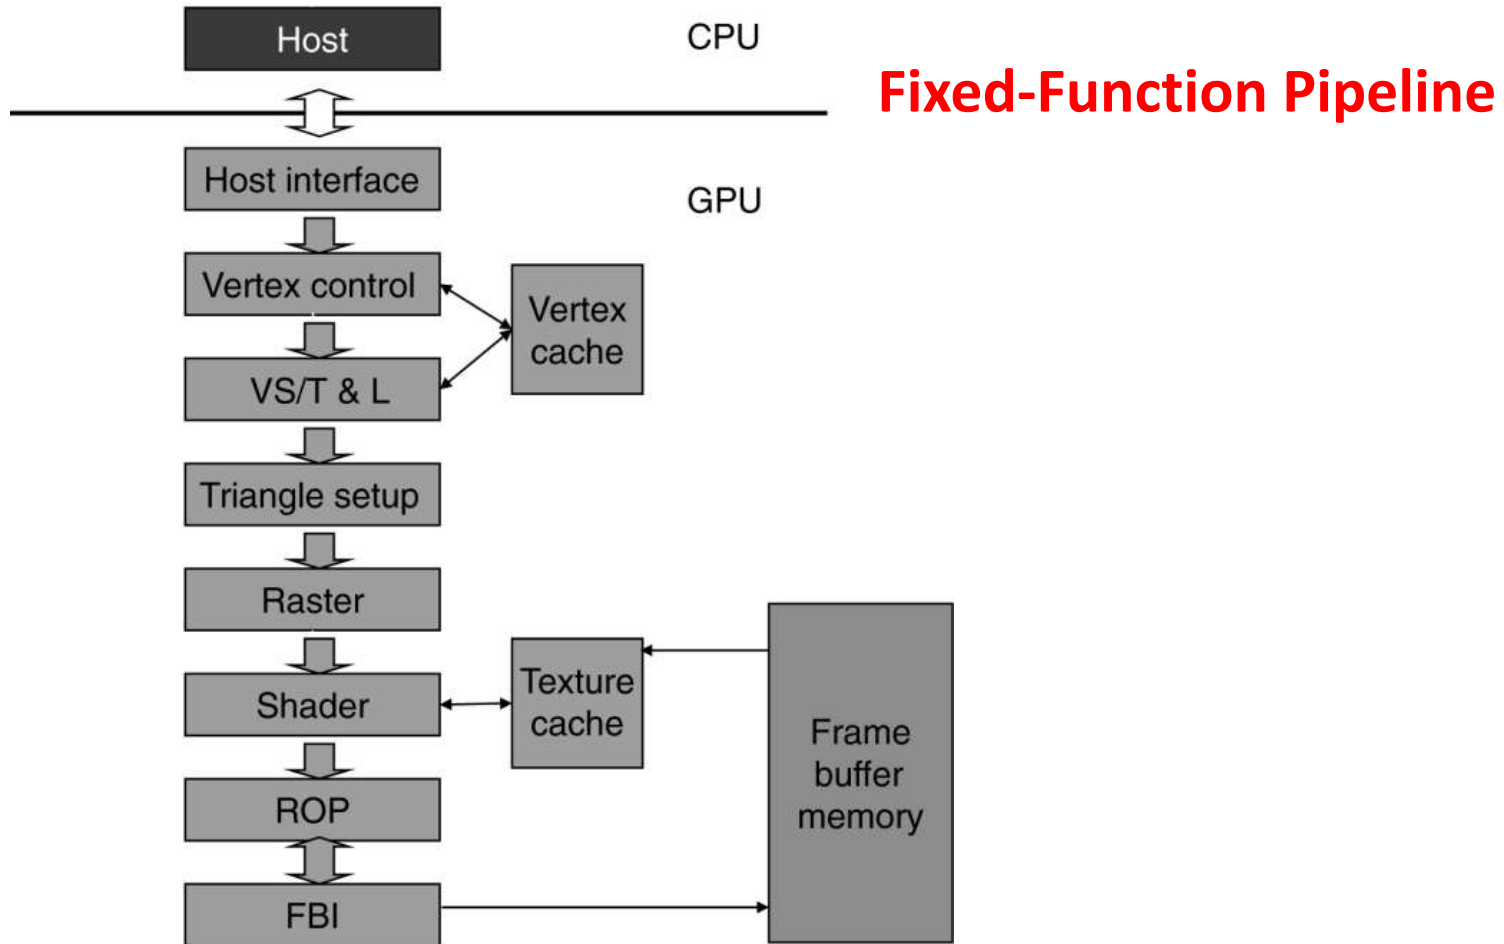 Host
CPU
Fixed-Function Pipeline
Host interface
GPU
Vertex control
Vertex
cache
VS/T & L
Triangle setup
Raster
Shader
Texture
cache
Frame
buffer
memory
ROP
FBI